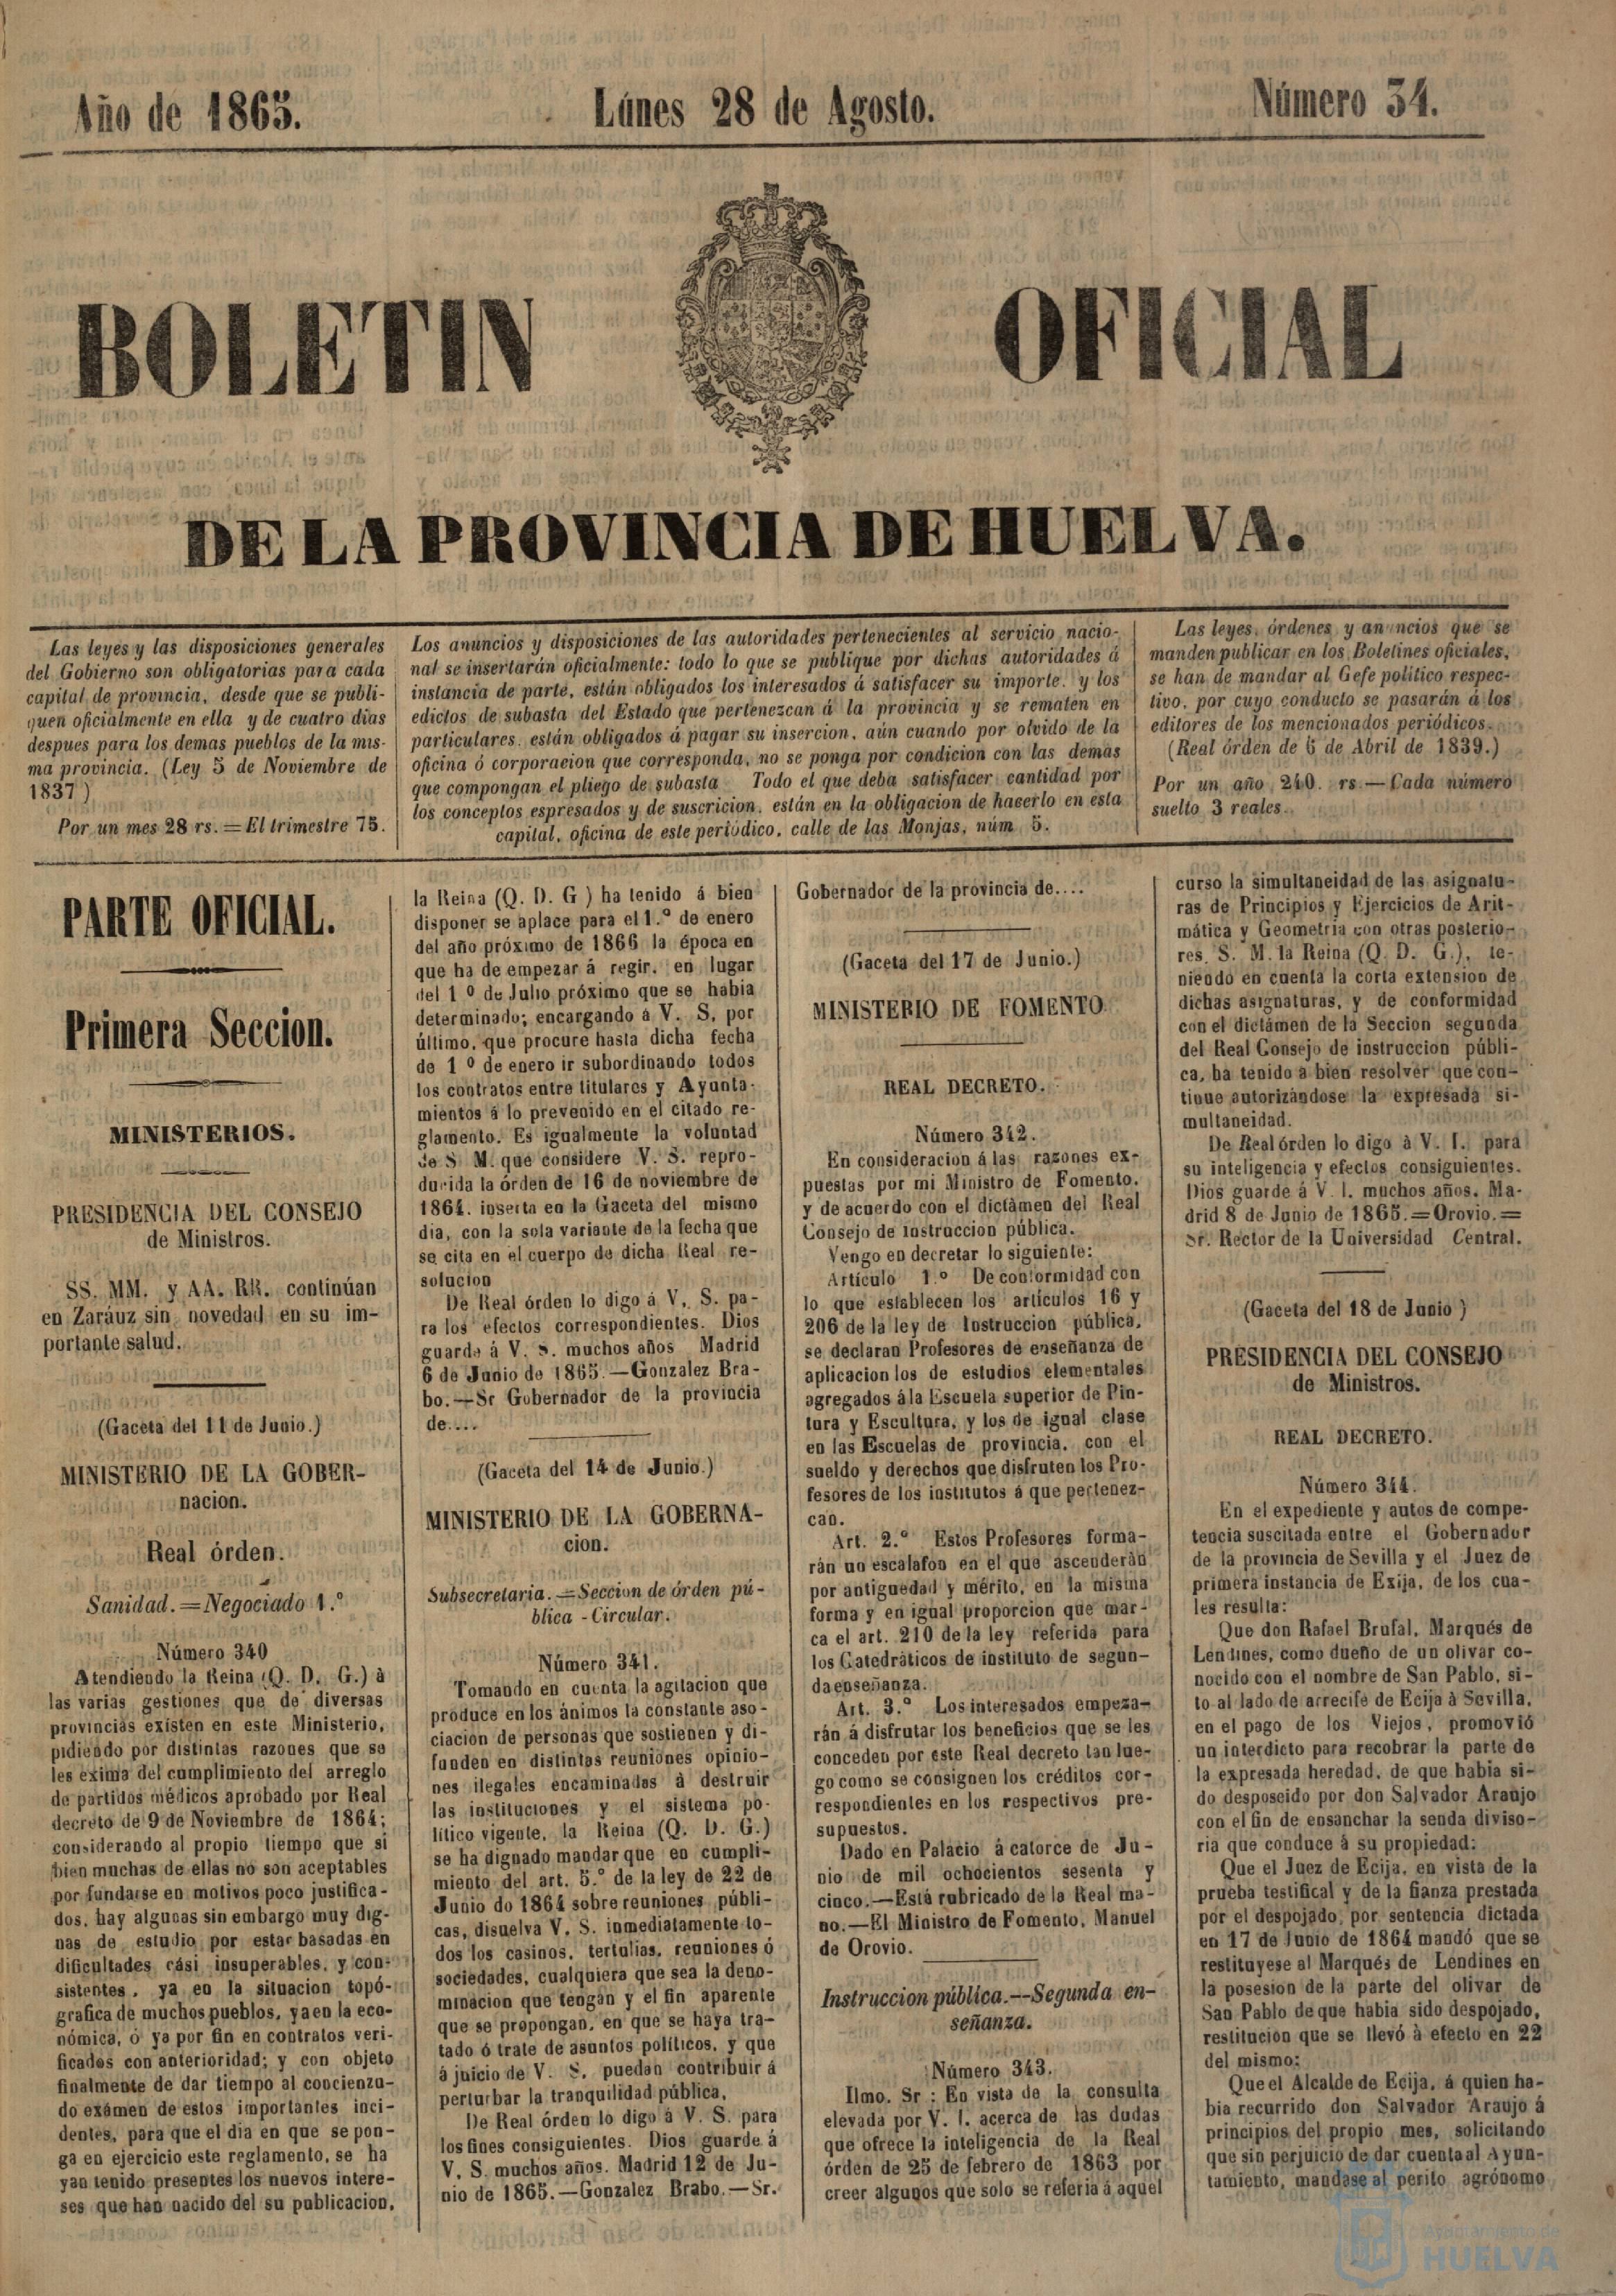 Año de 1865.
Lúnes 28 de Agosto.
Número 34.
BOLETIN OFICIAL
DE LA PROVINCIA DE HUELVA.
Las leyes y las disposiciones generales
del Gobierno son obligatorias para cada
capital de provincia, desde que se publi-
quen oficialmente en ella y de cuatro dias
despues para los demas pueblos de la mis-
ma provincia. (Ley 5 de Noviembre de
1837)
Por un mes 28 rs.=El trimestre 75.
Los anuncios y disposiciones de las autoridades pertenecientes al servicio nacio-
nal se insertarán oficialmente: todo lo que se publique por dichas autoridades á
instancia de parte, están obligados los interesados á satisfacer su importe. y los
edictos de subasta del Estado que pertenezcan á la provincia y se rematen en
particulares. están obligados á pagar su insercion, aún cuando por olvido de la
oficina ó corporacion que corresponda, no se ponga por condicion con las demas
que compongan el pliego de subasta Todo el que deba satisfacer cantidad por
los conceptos espresados y de suscricion, están en la obligacion de hacerlo en esta
capital, oficina de este periódico, calle de las Monjas, núm 5.
Las leyes, órdenes y anuncios que se
manden publicar en los Boletines oficiales,
se han de mandar al Gefe político respec-
tivo, por cuyo conducto se pasarán á los
editores de los mencionados periódicos.
(Real órden de 6 de Abril de 1839.)
Por un año 240. rs.—Cada número
suelto 3 reales.
PARTE OFICIAL.
Primera Seccion.
MINISTERIOS.
PRESIDENCIA DEL CONSEJO
de Ministros.
SS. MM. y AA. RR. continúan
en Zaráuz sin novedad en su im-
portante salud.
(Gaceta del 11 de Junio.)
MINISTERIO DE LA GOBER-
nacion.
Real órden.
Sanidad.=Negociado 1.º
Número 340
Atendiendo la Reina (Q. D. G.) à
las varias gestiones que de diversas
provincias existen en este Ministerio,
pidiendo por distintas razones que se
les exima del cumplimiento del arreglo
de partidos médicos aprobado por Real
decreto de 9 de Noviembre de 1864;
considerando al propio tiempo que si
bien muchas de ellas no son aceptables
por fundarse en motivos poco justifica-
dos, hay algunas sin embargo muy dig-
nas de estudio por estar basadas en
dificultades cási insuperables, y con-
sistentes, ya en la situacion topó-
grafica de muchos pueblos, ya en la eco-
nómica, ó ya por fin en contratos veri-
ficados con anterioridad; y con objeto
finalmente de dar tiempo al concienzu-
do exámen de estos importantes inci-
dentes, para que el dia en que se pon-
ga en ejercicio este reglamento, se ha
yan tenido presentes los nuevos intere-
ses que han nacido del su publicacion,
la Reina (Q. D. G ) ha tenido á bien
disponer se aplace para el 1.º de enero
del año próximo de 1866 la época en
que ha de empezar á regir, en lugar
del 1º de Julio próximo que se habia
determinado; encargando á V. S, por
último, que procure hasta dicha fecha
de 1º de enero ir subordinando todos
los contratos entre titulares y Ayunta-
mientos á lo prevenido en el citado re-
glamento. Es igualmente la voluntad
de S M. que considere V. S. repro-
ducida la órden de 16 de noviembre de
1864. inserta en la Gaceta del mismo
dia, con la sola variante de la fecha que
se cita en el cuerpo de dicha Real re-
solucion
De Real órden lo digo á V. S. pa-
ra los efectos correspondientes. Dios
guarde á V. S. muchos años Madrid
6 de Junio de 1865.—Gonzalez Bra-
bo.—Sr Gobernador de la provincia
de....
(Gaceta del 14 de Junio.)
MINISTERIO DE LA GOBERNA-
cion.
Subsecretaria.=Seccion de órden pú-
blica - Circular.
Número 341.
Tomando en cuenta la agitacion que
produce en los ánimos la constante aso-
ciacion de personas que sostienen y di-
funden en distintas reuniones opinio-
nes ilegales encaminadas à destruir
las instituciones y el sistema po-
lítico vigente, la Reina (Q. D. G.)
se ha dignado mandar que en cumpli-
miento del art. 5.º de la ley de 22 de
Junio do 1864 sobre reuniones públi-
cas, disuelva V. S. inmediatamente to-
dos los casinos, tertulias, reuniones ó
sociedades, cualquiera que sea la deno-
minacion que tengan y el fin aparente
que se propongan, en que se haya tra-
tado ó trate de asuntos políticos, y que
á juicio de V. S. puedan contribuir á
perturbar la tranquilidad pública.
De Real órden lo digo á V. S. para
los fines consiguientes. Dios guarde á
V. S. muchos años. Madrid 12 de Ju-
nio de 1865.—Gonzalez Brabo.—Sr.
Gobernador de la provincia de....
(Gaceta del 17 de Junio.)
MINISTERIO DE FOMENTO
REAL DECRETO.
Número 342.
En consideracion á las razones ex-
puestas por mi Ministro de Fomento.
y de acuerdo con el dictàmen del Real
Consejo de instruccion pública.
Vengo en decretar lo siguiente:
Artículo 1.º De conformidad con
lo que establecen los artículos 16 y
206 de la ley de Instruccion pública,
se declaran Profesores de enseñanza de
aplicacion los de estudios elementales
agregados á la Escuela superior de Pin-
tura y Escultura, y los de igual clase
en las Escuelas de provincia, con el
sueldo y derechos que disfruten los Pro-
fesores de los institutos á que pertenez-
can.
Art. 2.º Estos Profesores forma-
rán un escalafon en el que ascenderán
por antiguedad y mérito, en la misma
forma y en igual proporcion que mar-
ca el art. 210 de la ley referida para
los Catedráticos de instituto de segun-
da enseñanza.
Art. 3.º Los interesados empeza-
rán á disfrutar los beneficios que se les
conceden por este Real decreto tan lue-
go como se consignen los créditos cor-
respondientes en los respectivos pre-
supuestos.
Dado en Palacio á catorce de Ju-
nio de mil ochocientos sesenta y
cinco.—Está rubricado de la Real ma-
no.—El Ministro de Fomento, Manuel
de Orovio.
Instruccion pública.--Segunda en-
señanza.
Número 343.
Ilmo. Sr : En vista de la consulta
elevada por V. I. acerca de las dudas
que ofrece la inteligencia de la Real
órden de 25 de febrero de 1863 por
creer algunos que solo se referia á aquel
curso la simultaneidad de las asignatu-
ras de Principios y Ejercicios de Arit-
mática y Geometria con otras posterio-
res. S. M. la Reina (Q. D. G.), te-
niendo en cuenta la corta extension de
dichas asignaturas, y de conformidad
con el dictámen de la Seccion segunda
del Real Consejo de instruccion públi-
ca, ha tenido a bien resolver que con-
tinue autorizándose la expresada si-
multaneidad.
De Real órden lo digo à V. I. para
su inteligencia y efectos consiguientes.
Dios guarde á V. I. muchos años. Ma-
drid 8 de Junio de 1865.=Orovio.=
Sr. Rector de la Universidad Central.
(Gaceta del 18 de Junio )
PRESIDENCIA DEL CONSEJO
de Ministros.
REAL DECRETO.
Número 344.
En el expediente y autos de compe-
tencia suscitada entre el Gobernador
de la provincia de Sevilla y el Juez de
primera instancia de Exija, de los cua-
les resulta:
Que don Rafael Brufal, Marqués de
Lendines, como dueño de un olivar co-
nocido con el nombre de San Pablo, si-
to al lado de arrecife de Ecija à Sevilla,
en el pago de los Viejos, promovió
un interdicto para recobrar la parte de
la expresada heredad, de que habia si-
do desposeido por don Salvador Araujo
con el fin de ensanchar la senda diviso-
ria que conduce á su propiedad:
Que el Juez de Ecija, en vista de la
prueba testifical y de la fianza prestada
por el despojado, por sentencia dictada
en 17 de Junio de 1864 mandó que se
restituyese al Marqués de Lendines en
la posesion de la parte del olivar de
San Pablo de que habia sido despojado,
restitucion que se llevó à efecto en 22
del mismo:
Que el Alcalde de Ecija, á quien ha-
bia recurrido don Salvador Araujo á
principios del propio mes, solicitando
que sin perjuicio de dar cuenta al Ayun-
tamiento, mandase al perito agrónomo
Ayuntamiento de
HUELVA